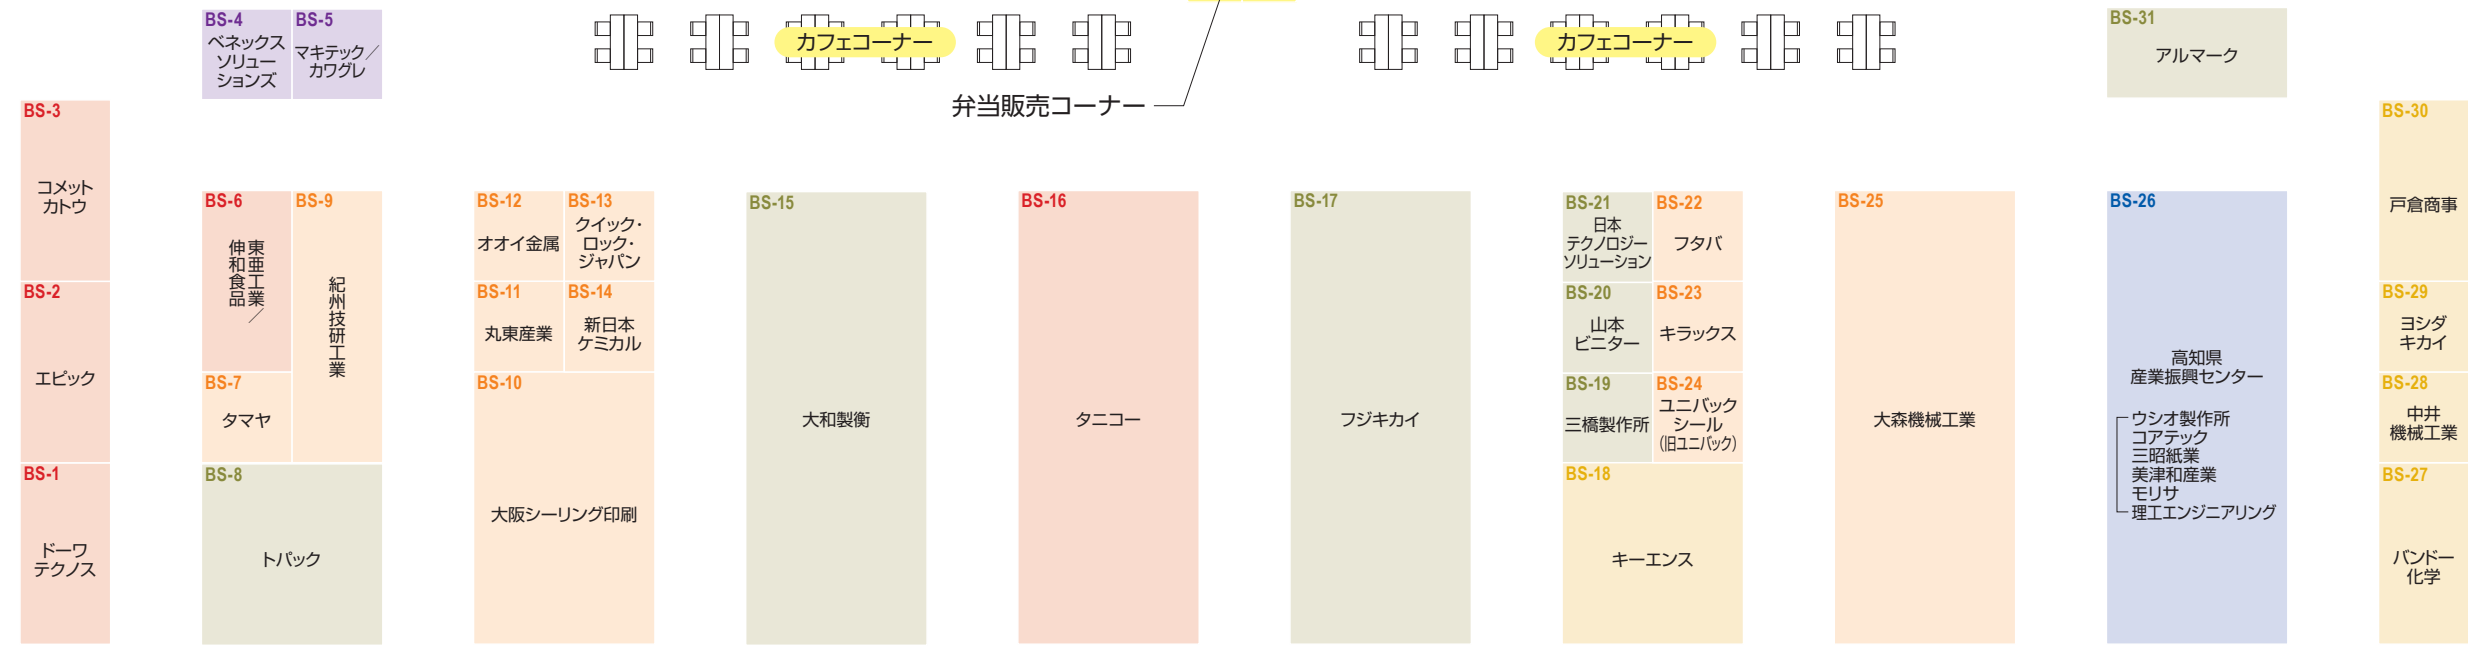 BS-4
ベネックス
ソリュー
ションズ
BS-5
マキテック／
カワグレ
カフェコーナー
カフェコーナー
弁当販売コーナー
BS-31
アルマーク
BS-3
コメット
カトウ
BS-2
エピック
BS-1
ドーワ
テクノス
BS-6
東亜工業／
伸和食品
BS-7
タマヤ
BS-8
トパック
BS-9
紀州技研工業
BS-12
オオイ金属
BS-13
クイック・
ロック・
ジャパン
BS-11
丸東産業
BS-14
新日本
ケミカル
BS-10
大阪シーリング印刷
BS-15
大和製衡
BS-16
タニコー
BS-17
フジキカイ
BS-21
日本
テクノロジー
ソリューション
BS-22
フタバ
BS-20
山本
ビニター
BS-23
キラックス
BS-19
三橋製作所
BS-24
ユニパック
シール
(旧ユニパック)
BS-18
キーエンス
BS-25
大森機械工業
BS-26
高知県
産業振興センター
ウシオ製作所
コアテック
三昭紙業
美津和産業
モリサ
理工エンジニアリング
BS-30
戸倉商事
BS-29
ヨシダ
キカイ
BS-28
中井
機械工業
BS-27
バンドー
化学